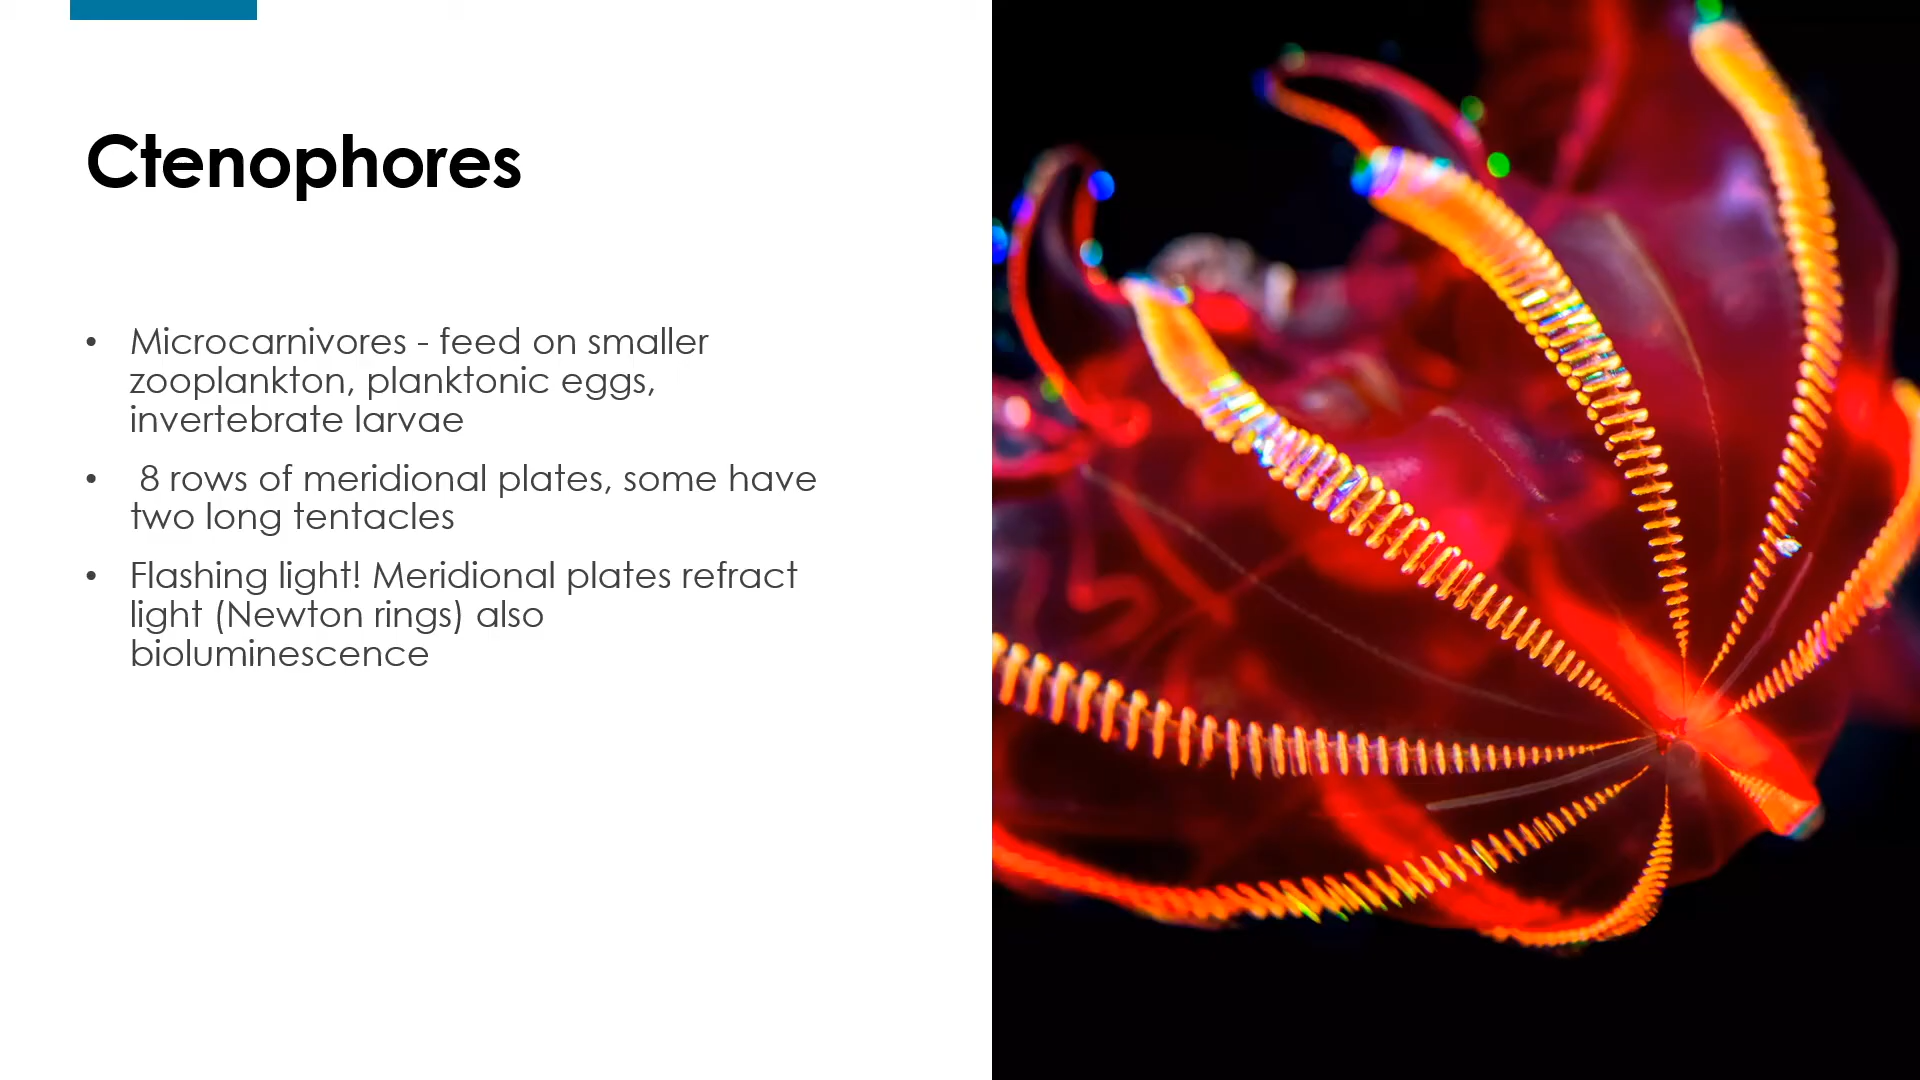 Ctenophores
• Microcarnivores - feed on smaller
zooplankton, planktonic eggs,
invertebrate larvae
• 8 rows of meridional plates, some have
two long tentacles
• Flashing light! Meridional plates refract
light (Newton rings) also
bioluminescence